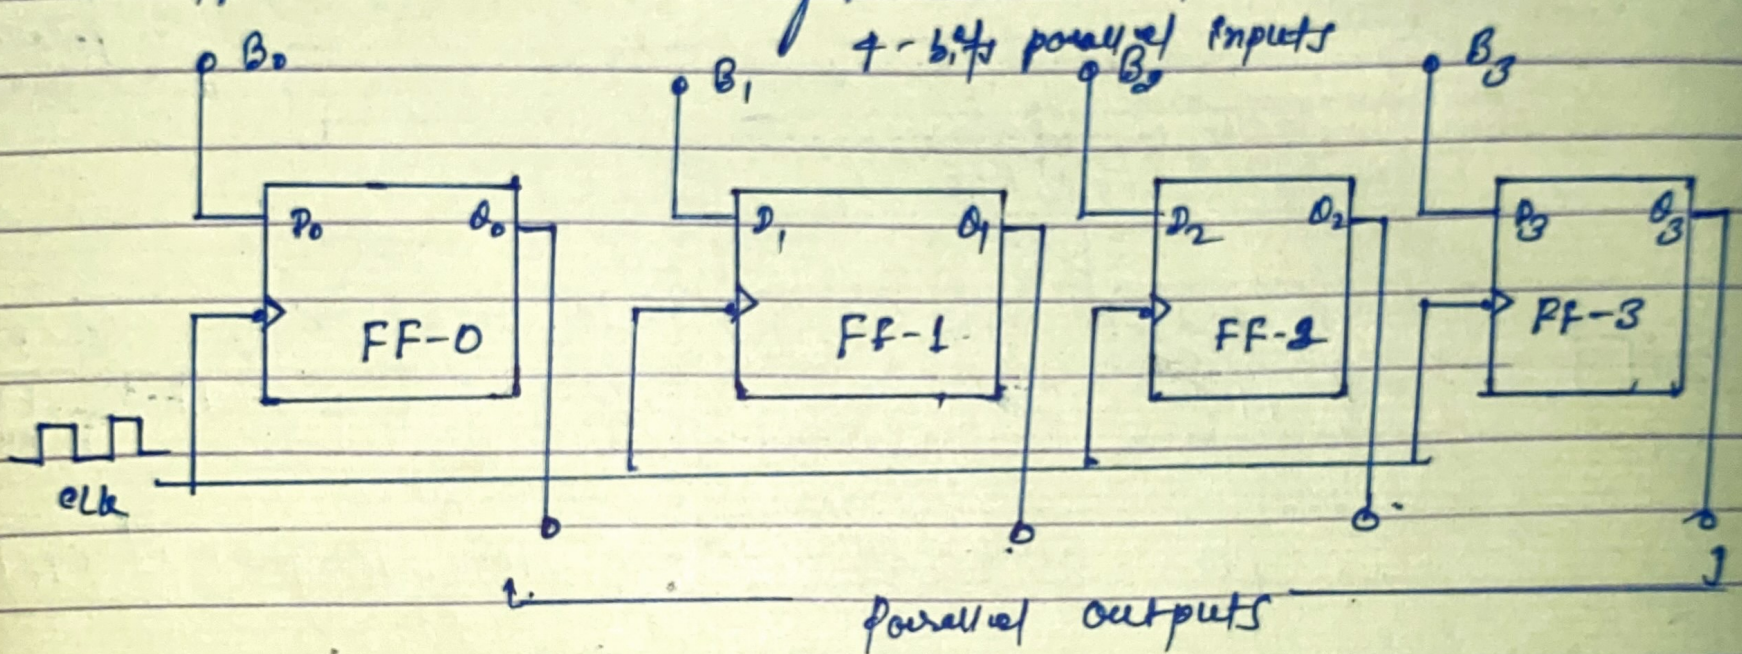 4-bits parallel inputs
B0 B1 B2 B3
D0 Q0 D1 Q1 D2 Q2 D3 Q3
FF-0 FF-1 FF-2 FF-3
CLK
parallel outputs